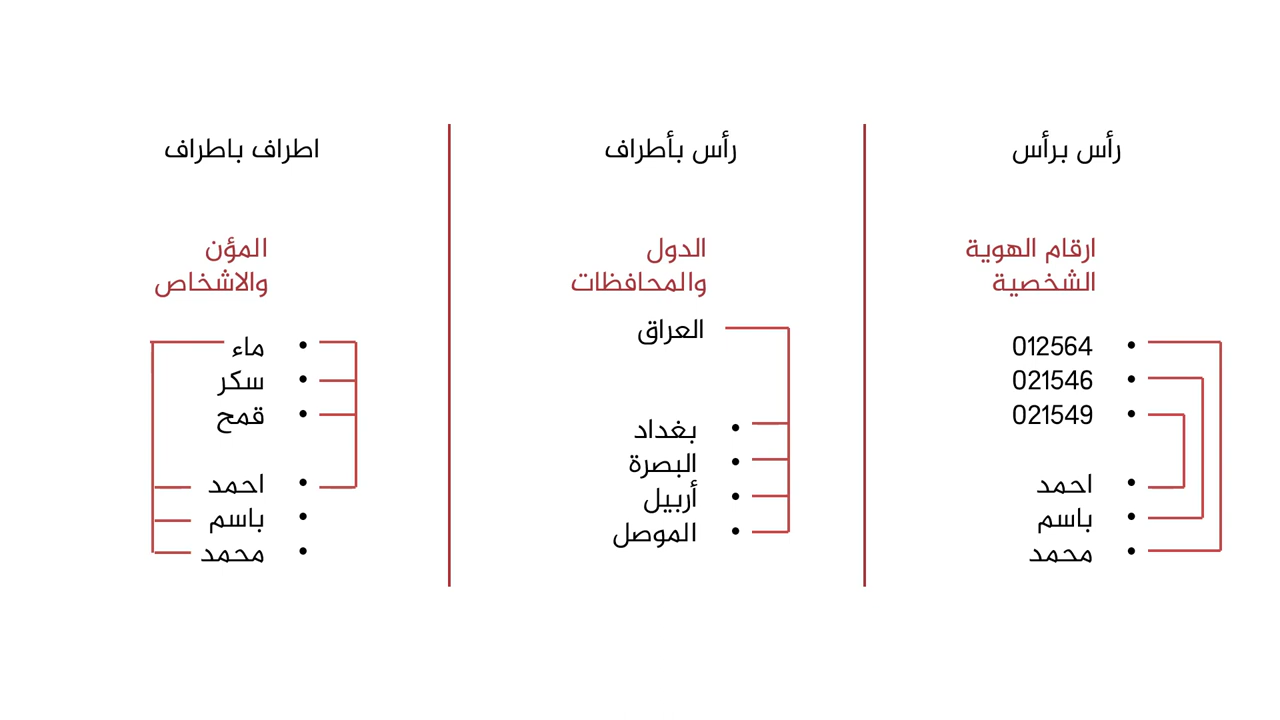 رأس برأس
ارقام الهوية
الشخصية
012564
021546
021549
احمد
باسم
محمد
رأس بأطراف
الدول
والمحافظات
العراق
بغداد
البصرة
أربيل
الموصل
اطراف باطراف
المؤن
والاشخاص
ماء
سكر
قمح
احمد
باسم
محمد